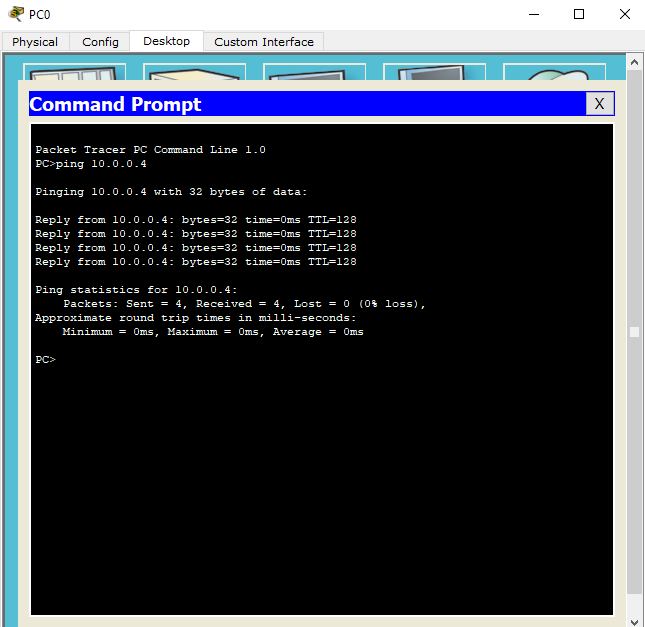 PC0
Physical Config Desktop Custom Interface
Command Prompt X
Packet Tracer PC Command Line 1.0
PC>ping 10.0.0.4
Pinging 10.0.0.4 with 32 bytes of data:
Reply from 10.0.0.4: bytes=32 time=0ms TTL=128
Reply from 10.0.0.4: bytes=32 time=0ms TTL=128
Reply from 10.0.0.4: bytes=32 time=0ms TTL=128
Reply from 10.0.0.4: bytes=32 time=0ms TTL=128
Ping statistics for 10.0.0.4:
    Packets: Sent = 4, Received = 4, Lost = 0 (0% loss),
Approximate round trip times in milli-seconds:
    Minimum = 0ms, Maximum = 0ms, Average = 0ms
PC>